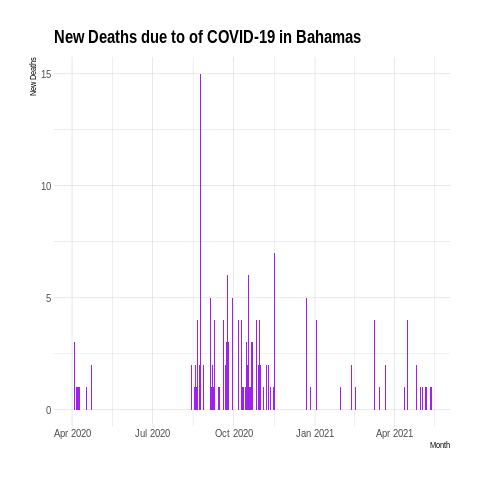 New Deaths due to of COVID-19 in Bahamas
New Deaths
15
10
5
0
Apr 2020 Jul 2020 Oct 2020 Jan 2021 Apr 2021
Month